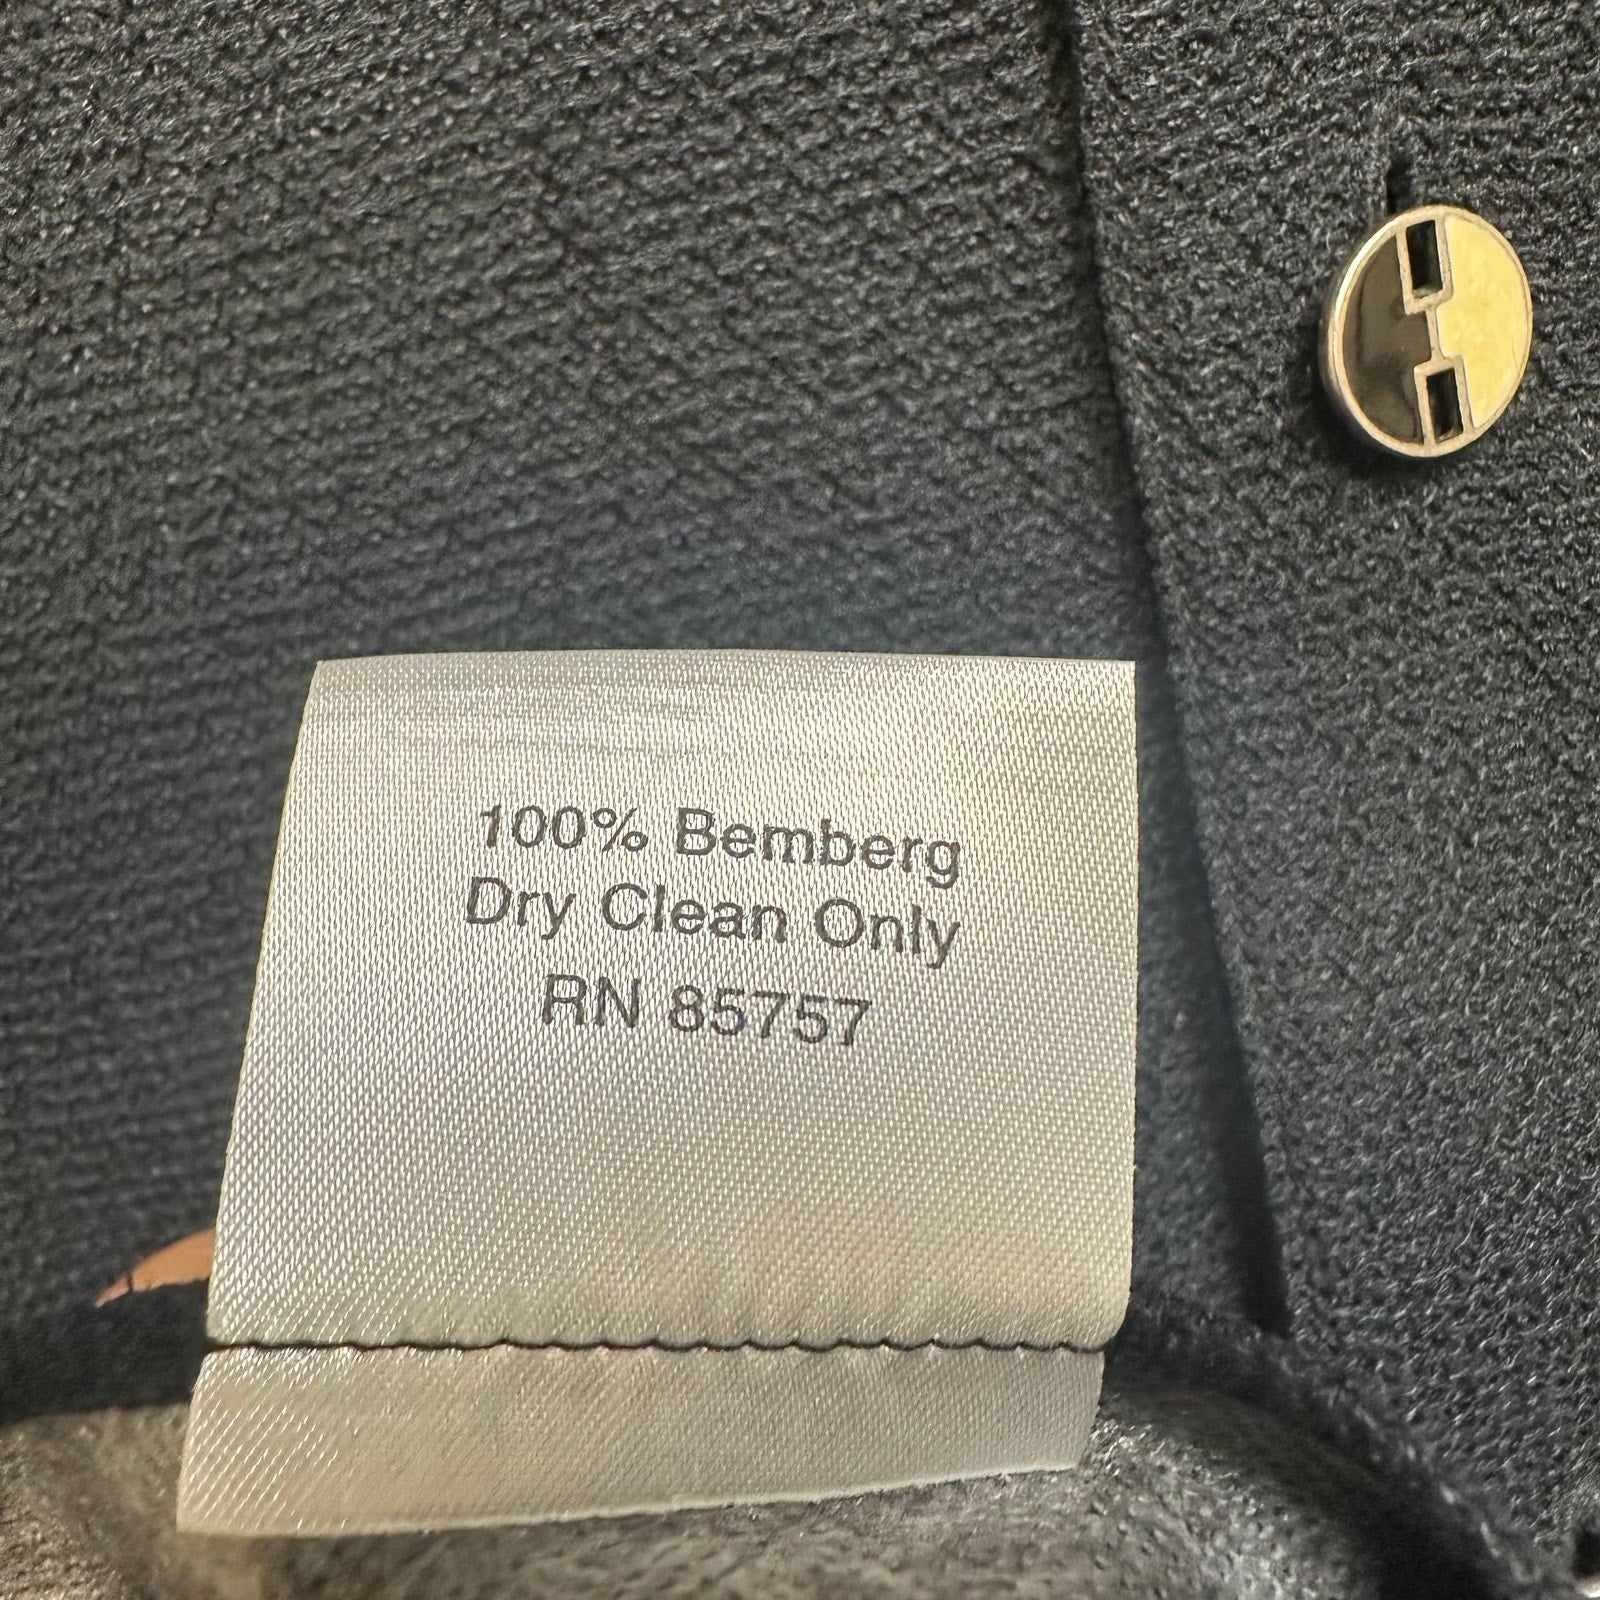 100% Bemberg
Dry Clean Only
RN 85757